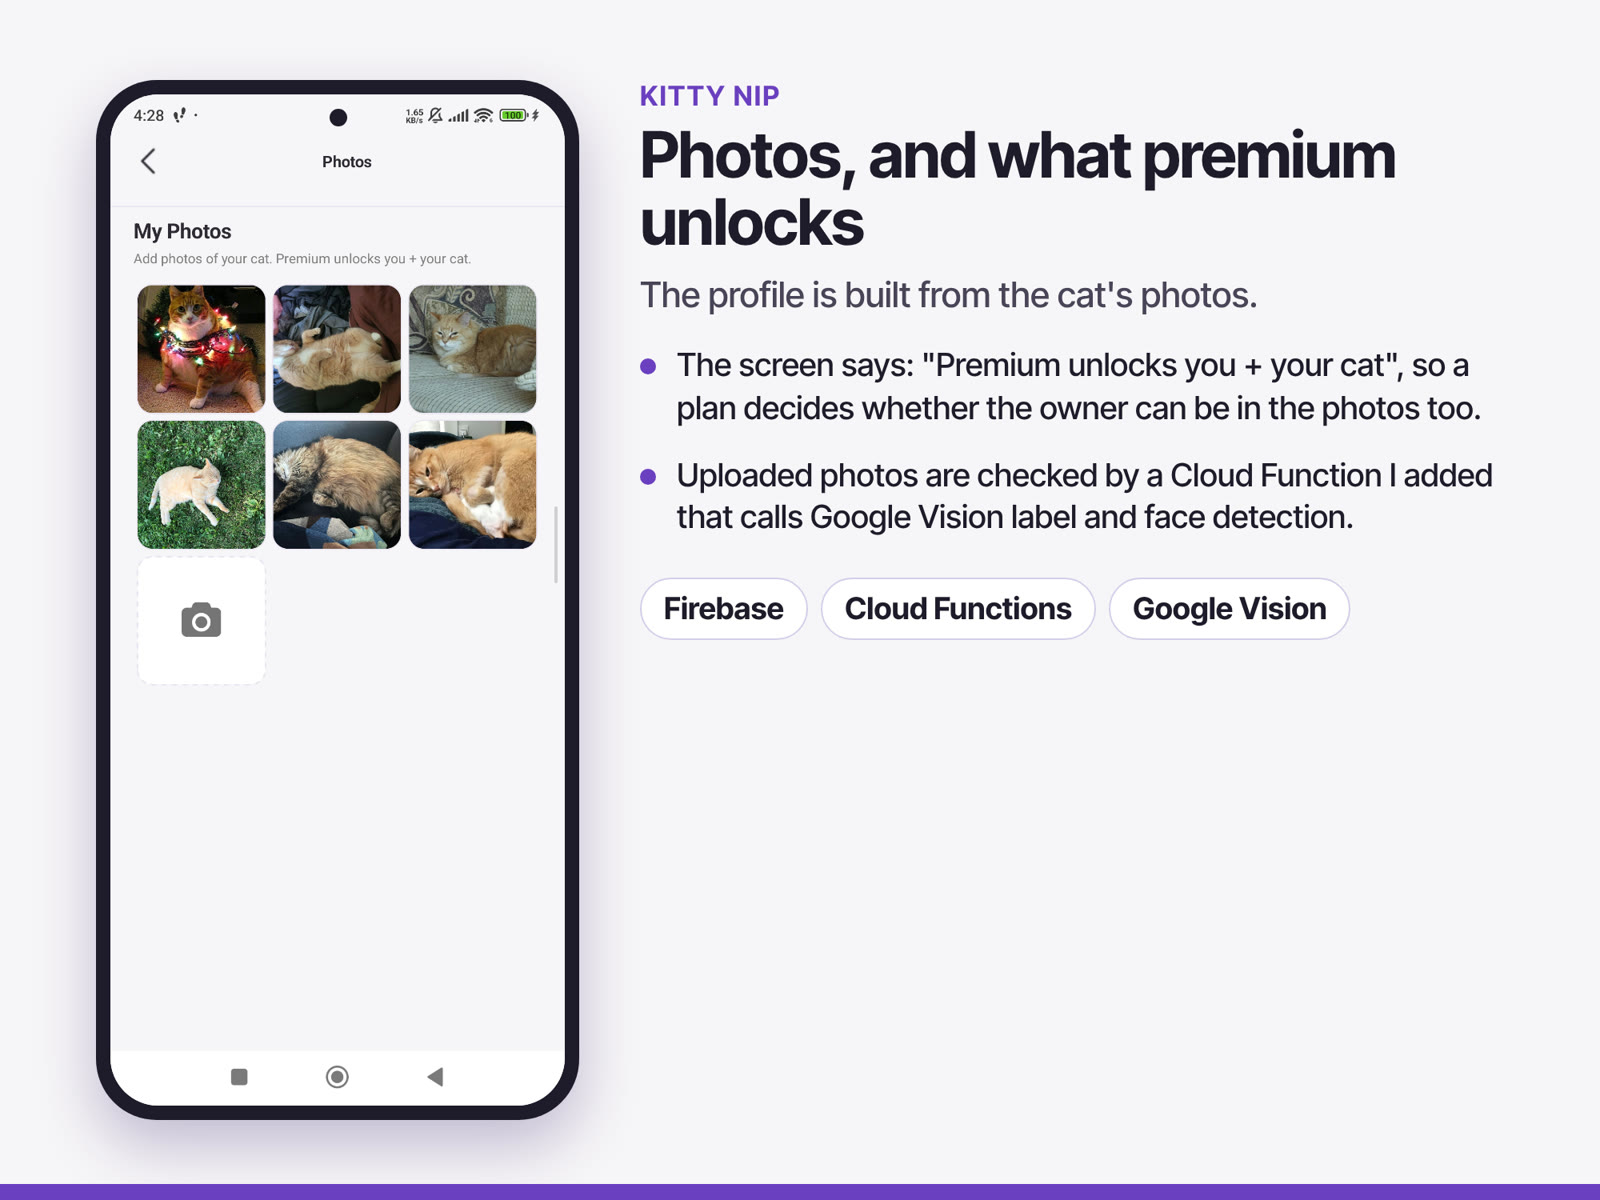 4:28
1.65
KB/s
100
Photos
My Photos
Add photos of your cat. Premium unlocks you + your cat.
KITTY NIP
Photos, and what premium
unlocks
The profile is built from the cat's photos.
The screen says: "Premium unlocks you + your cat", so a
plan decides whether the owner can be in the photos too.
Uploaded photos are checked by a Cloud Function I added
that calls Google Vision label and face detection.
Firebase
Cloud Functions
Google Vision